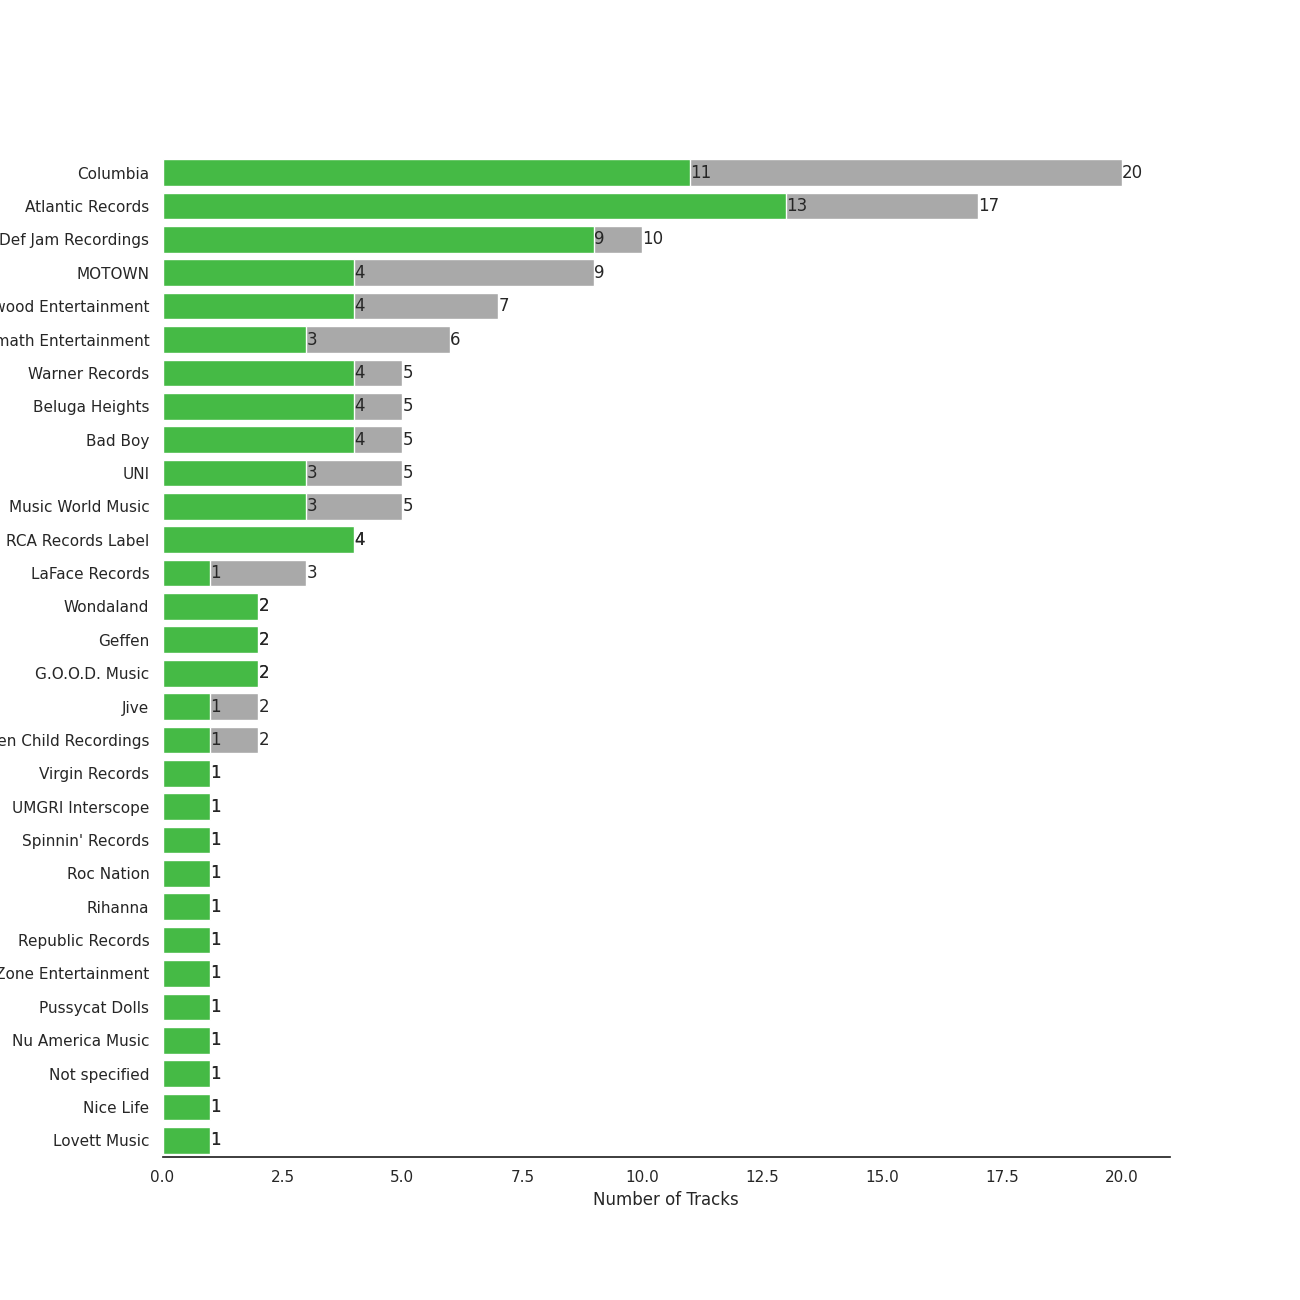 Columbia 11 20
Atlantic Records 13 17
Def Jam Recordings 9 10
MOTOWN 4 9
Entertainment 4 7
Entertainment 3 6
Warner Records 4 5
Beluga Heights 4 5
Bad Boy 4 5
UNI 3 5
Music World Music 3 5
RCA Records Label 4
LaFace Records 1 3
Wondaland 2
Geffen 2
G.O.O.D. Music 2
Jive 1 2
Child Recordings 1 2
Virgin Records 1
UMGRI Interscope 1
Spinnin' Records 1
Roc Nation 1
Rihanna 1
Republic Records 1
Zone Entertainment 1
Pussycat Dolls 1
Nu America Music 1
Not specified 1
Nice Life 1
Lovett Music 1
0.0 2.5 5.0 7.5 10.0 12.5 15.0 17.5 20.0
Number of Tracks